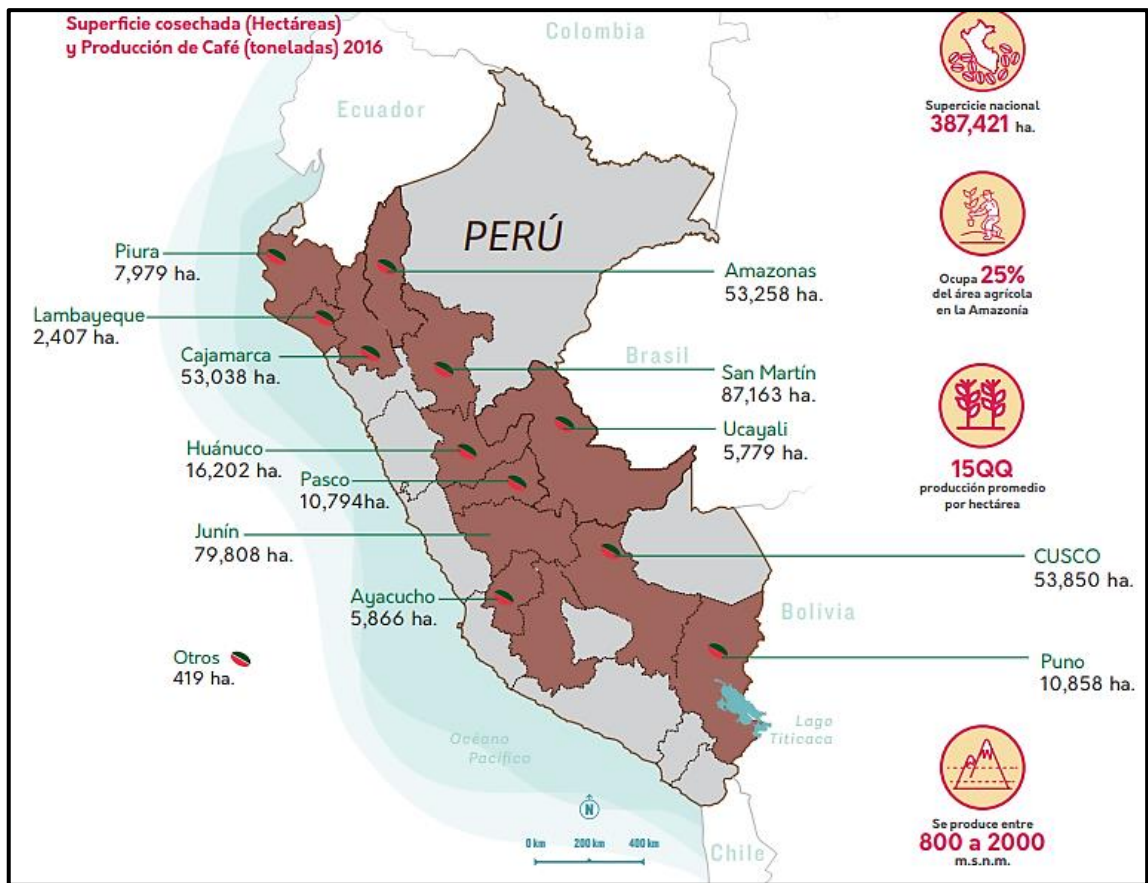 Superficie cosechada (Hectáreas)
y Producción de Café (toneladas) 2016
Colombia
Ecuador
PERÚ
Brasil
Bolivia
Chile
Océano
Pacífico
Lago
Titicaca
Piura
7,979 ha.
Lambayeque
2,407 ha.
Cajamarca
53,038 ha.
Huánuco
16,202 ha.
Pasco
10,794ha.
Junín
79,808 ha.
Ayacucho
5,866 ha.
Otros
419 ha.
Amazonas
53,258 ha.
San Martín
87,163 ha.
Ucayali
5,779 ha.
CUSCO
53,850 ha.
Puno
10,858 ha.
N
0 km 200 km 400 km
Supercicie nacional
387,421 ha.
Ocupa 25%
del área agrícola
en la Amazonía
15QQ
producción promedio
por hectárea
Se produce entre
800 a 2000
m.s.n.m.